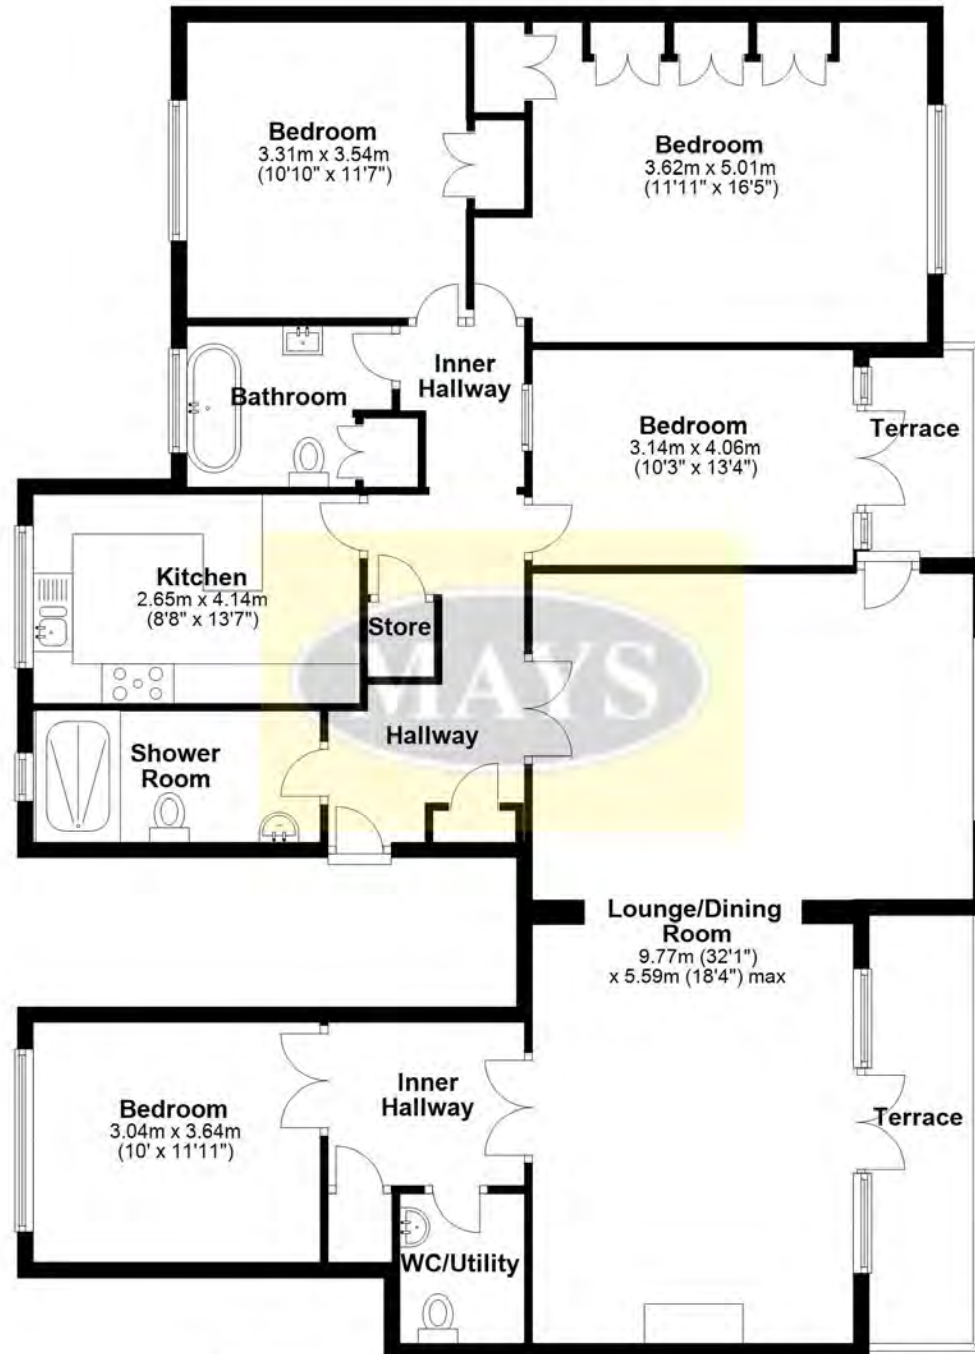 Bedroom
3.31m x 3.54m
(10'10" x 11'7")
Bedroom
3.62m x 5.01m
(11'11" x 16'5")
Inner
Hallway
Bathroom
Bedroom
3.14m x 4.06m
(10'3" x 13'4")
Terrace
Kitchen
2.65m x 4.14m
(8'8" x 13'7")
Store
MAYS
Hallway
Shower
Room
Lounge/Dining
Room
9.77m (32'1")
x 5.59m (18'4") max
Bedroom
3.04m x 3.64m
(10' x 11'11")
Inner
Hallway
Terrace
WC/Utility